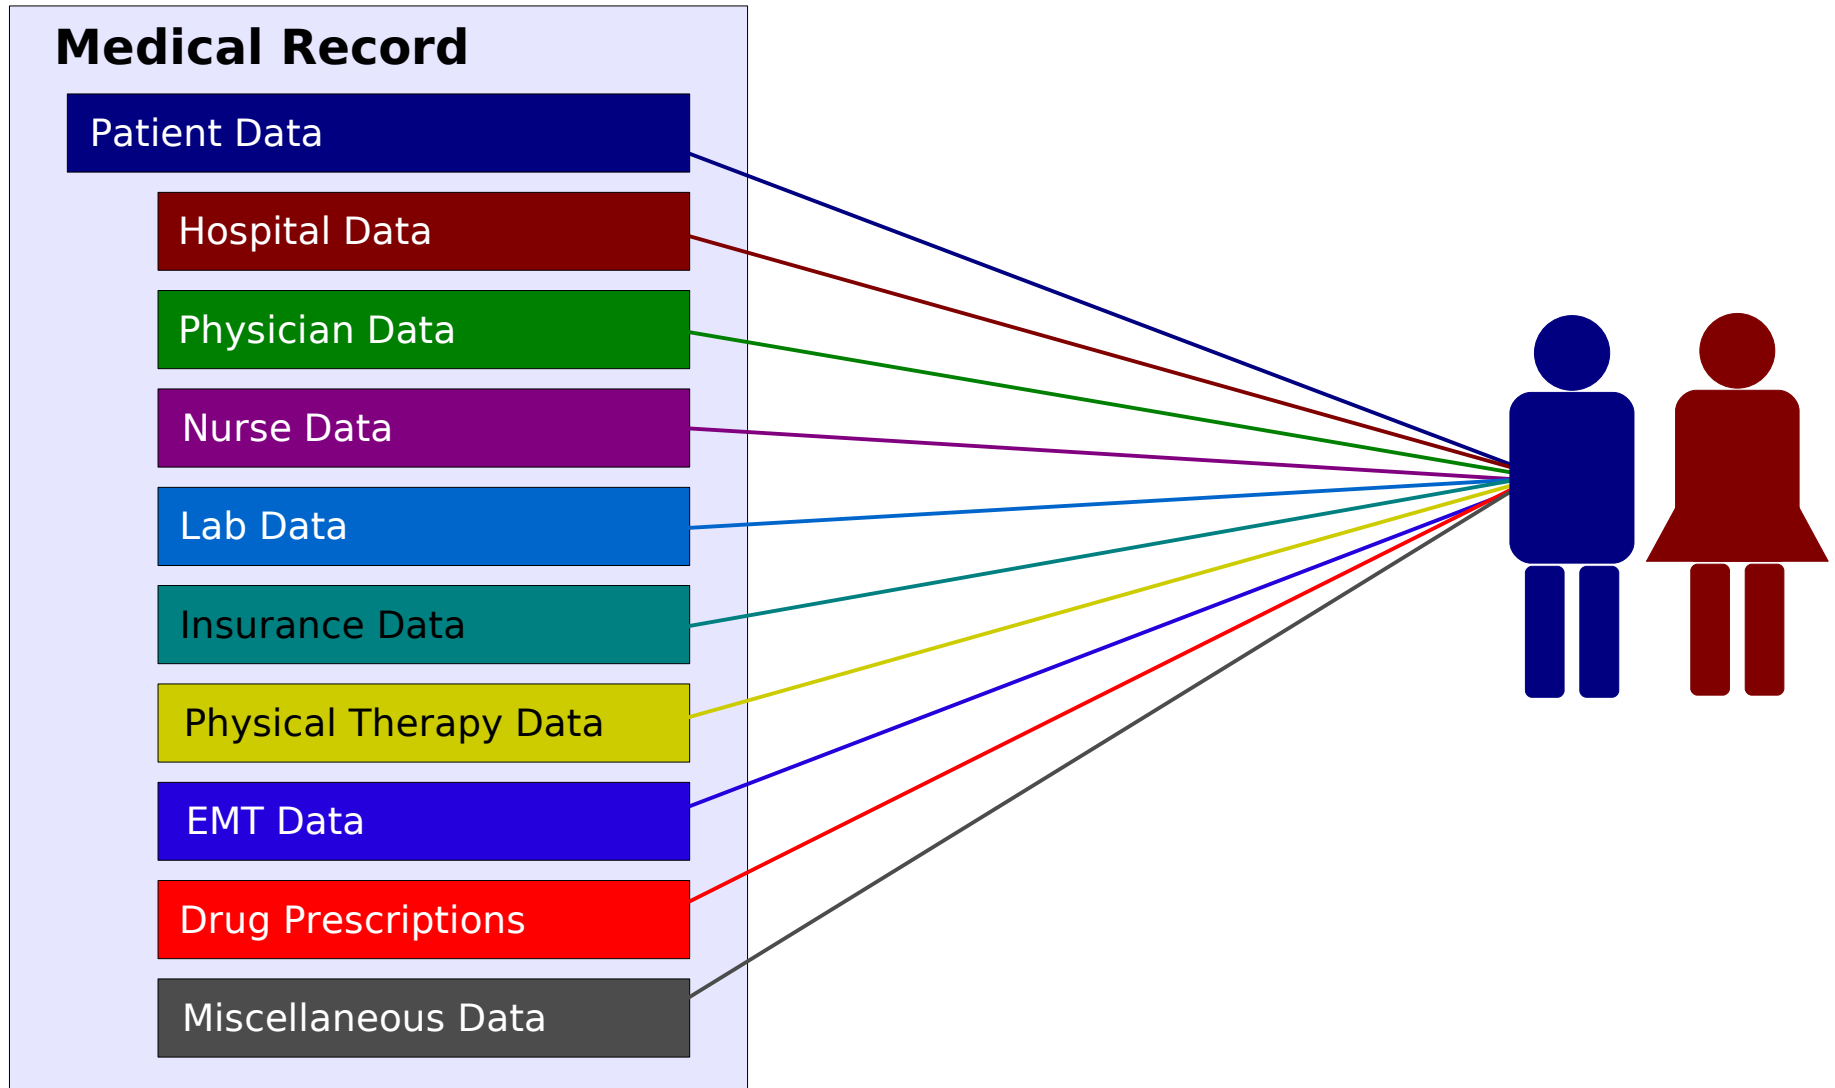 Medical Record
Patient Data
Hospital Data
Physician Data
Nurse Data
Lab Data
Insurance Data
Physical Therapy Data
EMT Data
Drug Prescriptions
Miscellaneous Data